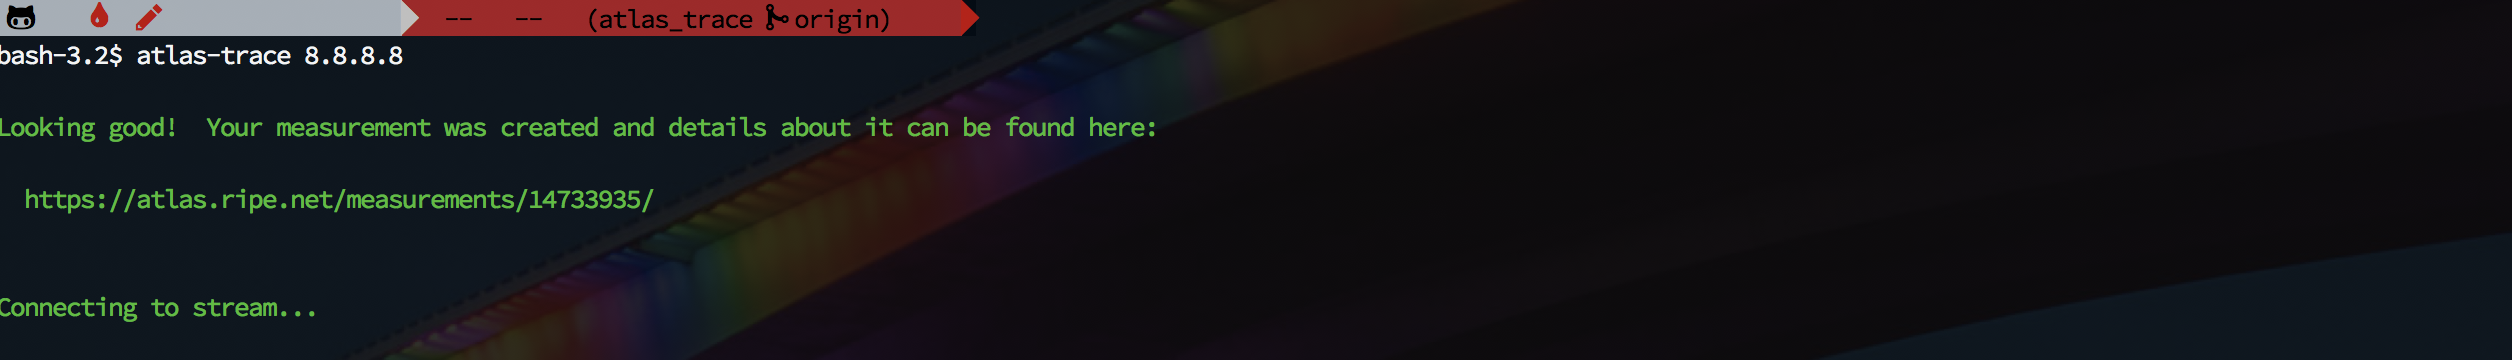 -- -- (atlas_trace origin)
bash-3.2$ atlas-trace 8.8.8.8
Looking good!  Your measurement was created and details about it can be found here:
https://atlas.ripe.net/measurements/14733935/
Connecting to stream...